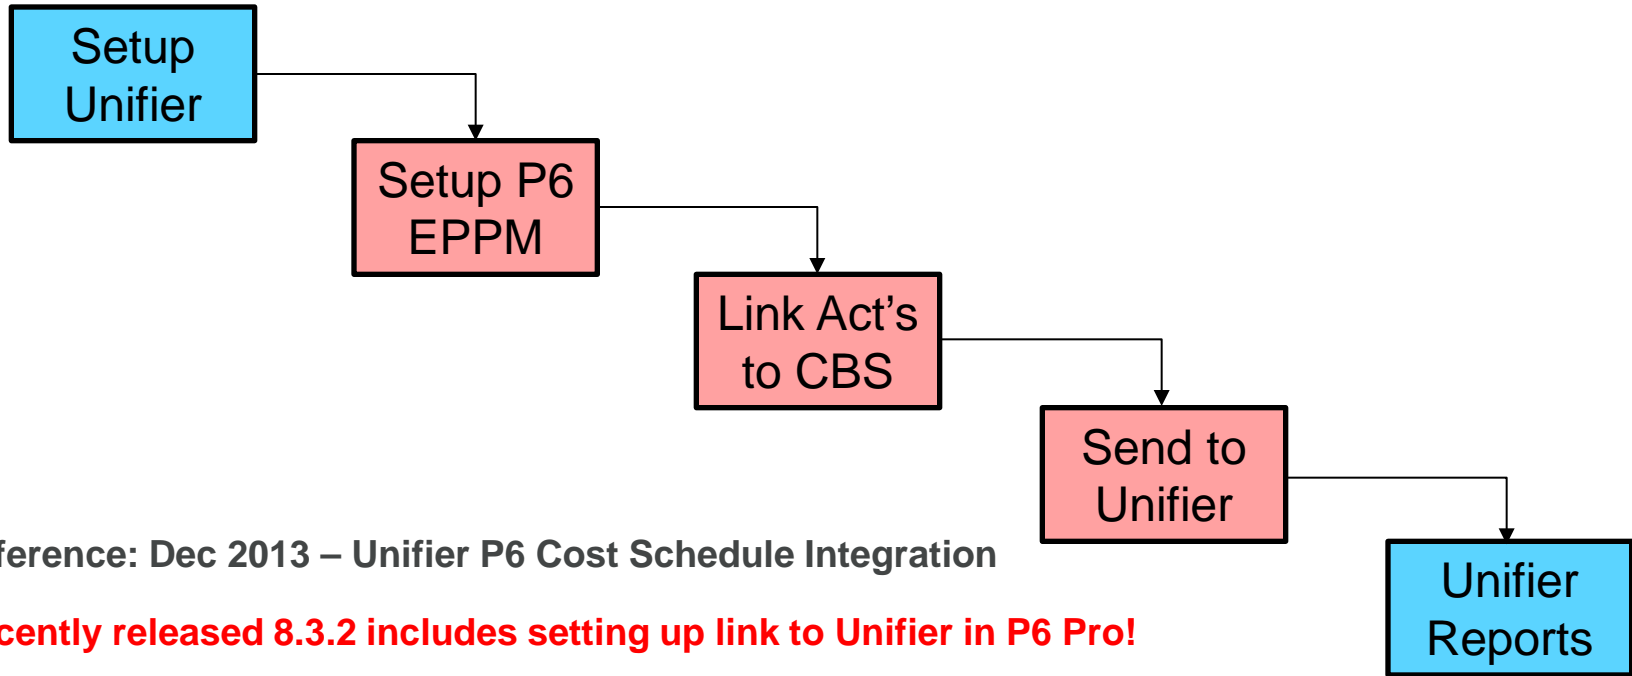 Setup
Unifier
Setup P6
EPPM
Link Act's
to CBS
Send to
Unifier
ference: Dec 2013 – Unifier P6 Cost Schedule Integration
Unifier
Reports
cently released 8.3.2 includes setting up link to Unifier in P6 Pro!